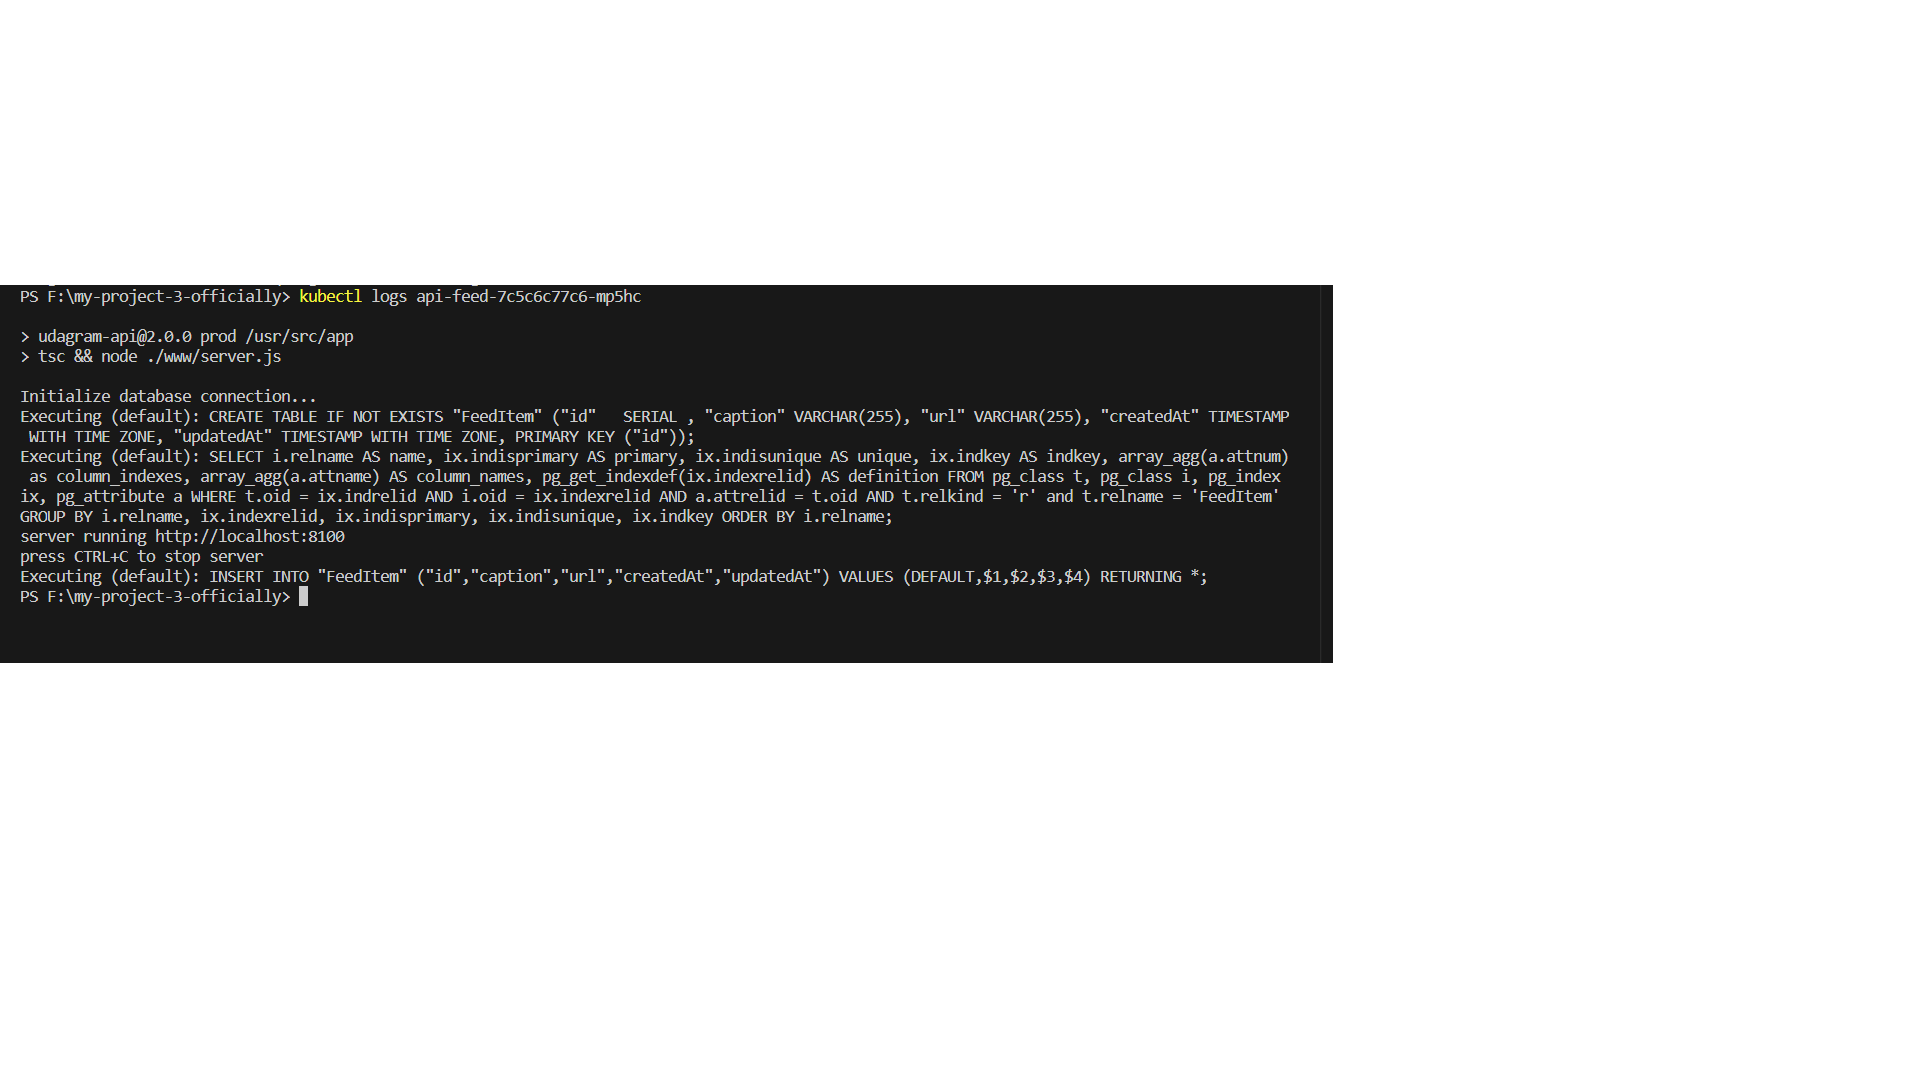 PS F:\my-project-3-officially> kubectl logs api-feed-7c5c6c77c6-mp5hc
> udagram-api@2.0.0 prod /usr/src/app
> tsc && node ./www/server.js
Initialize database connection...
Executing (default): CREATE TABLE IF NOT EXISTS "FeedItem" ("id"   SERIAL , "caption" VARCHAR(255), "url" VARCHAR(255), "createdAt" TIMESTAMP
 WITH TIME ZONE, "updatedAt" TIMESTAMP WITH TIME ZONE, PRIMARY KEY ("id"));
Executing (default): SELECT i.relname AS name, ix.indisprimary AS primary, ix.indisunique AS unique, ix.indkey AS indkey, array_agg(a.attnum)
 as column_indexes, array_agg(a.attname) AS column_names, pg_get_indexdef(ix.indexrelid) AS definition FROM pg_class t, pg_class i, pg_index
ix, pg_attribute a WHERE t.oid = ix.indrelid AND i.oid = ix.indexrelid AND a.attrelid = t.oid AND t.relkind = 'r' and t.relname = 'FeedItem'
GROUP BY i.relname, ix.indexrelid, ix.indisprimary, ix.indisunique, ix.indkey ORDER BY i.relname;
server running http://localhost:8100
press CTRL+C to stop server
Executing (default): INSERT INTO "FeedItem" ("id","caption","url","createdAt","updatedAt") VALUES (DEFAULT,$1,$2,$3,$4) RETURNING *;
PS F:\my-project-3-officially>